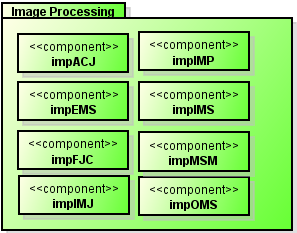 Image Processing
<<component>>
impACJ
<<component>>
impIMP
<<component>>
impEMS
<<component>>
impIMS
<<component>>
impFJC
<<component>>
impMSM
<<component>>
impIMJ
<<component>>
impOMS